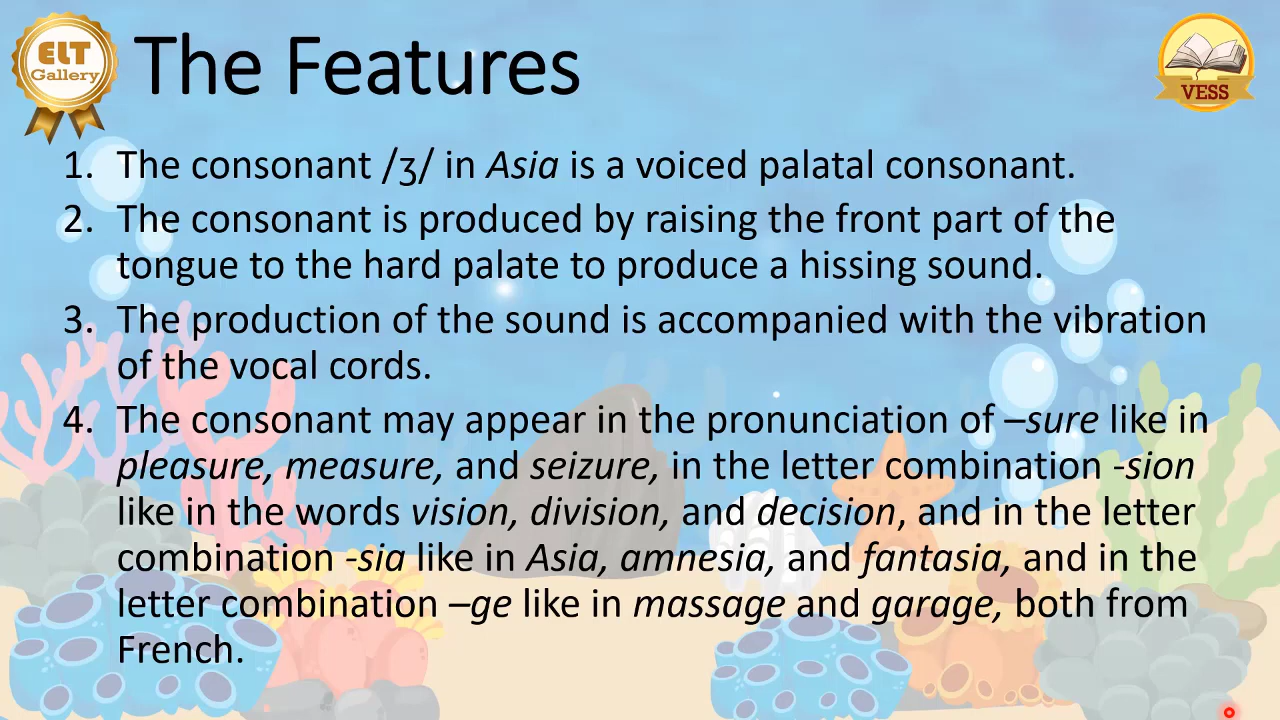 ELT
Gallery
The Features
VESS
1. The consonant /ʒ/ in Asia is a voiced palatal consonant.
2. The consonant is produced by raising the front part of the
tongue to the hard palate to produce a hissing sound.
3. The production of the sound is accompanied with the vibration
of the vocal cords.
4. The consonant may appear in the pronunciation of –sure like in
pleasure, measure, and seizure, in the letter combination -sion
like in the words vision, division, and decision, and in the letter
combination -sia like in Asia, amnesia, and fantasia, and in the
letter combination –ge like in massage and garage, both from
French.